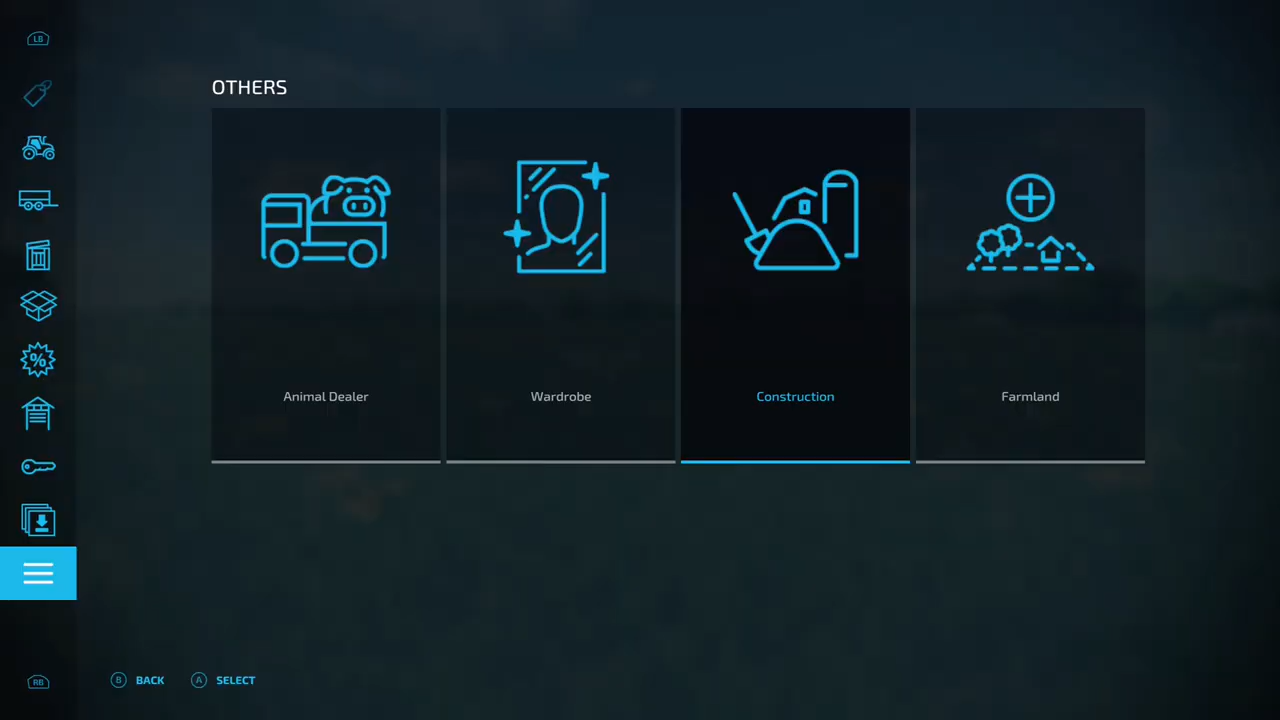 LB
OTHERS
%
Animal Dealer
Wardrobe
Construction
Farmland
RB
B BACK
A SELECT